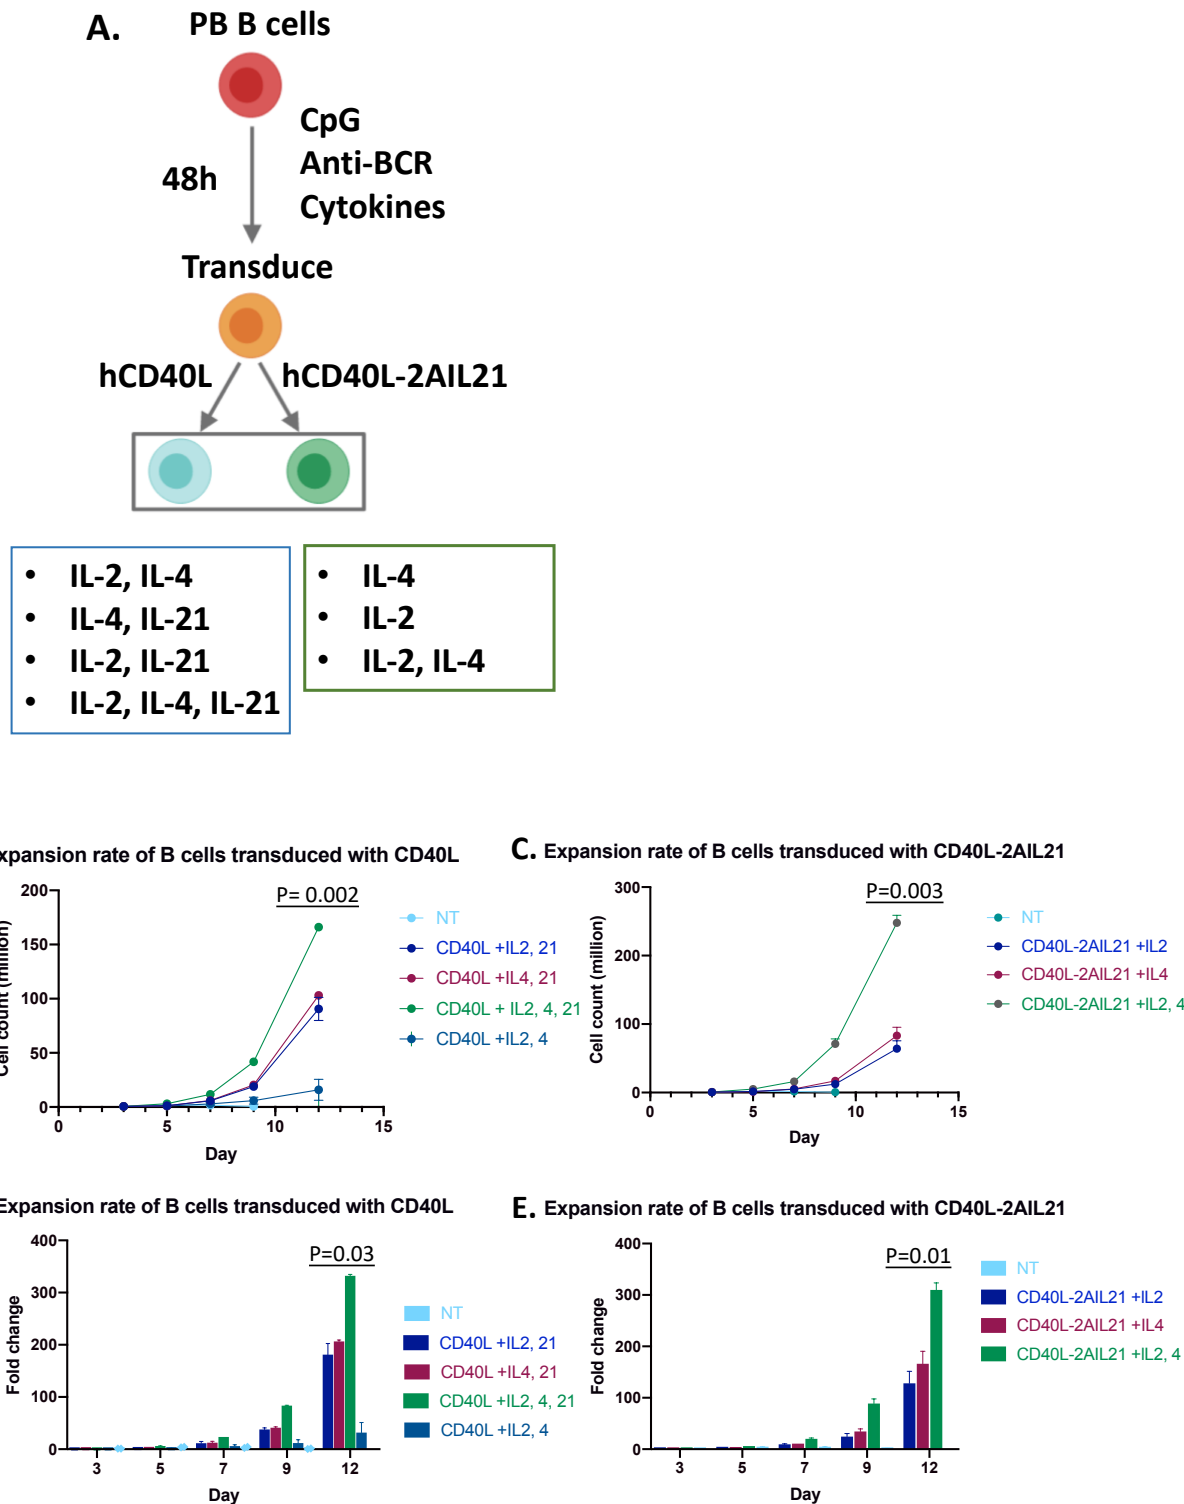 A.
PB B cells
CpG
Anti-BCR
Cytokines
48h
Transduce
hCD40L
hCD40L-2AIL21
• IL-2, IL-4
• IL-4, IL-21
• IL-2, IL-21
• IL-2, IL-4, IL-21
• IL-4
• IL-2
• IL-2, IL-4
xpansion rate of B cells transduced with CD40L
P= 0.002
Cell count (million)
200
150
100
50
0
0 5 10 15
Day
NT
CD40L +IL2, 21
CD40L +IL4, 21
CD40L + IL2, 4, 21
CD40L +IL2, 4
C. Expansion rate of B cells transduced with CD40L-2AIL21
P=0.003
Cell count (million)
300
200
100
0
0 5 10 15
Day
NT
CD40L-2AIL21 +IL2
CD40L-2AIL21 +IL4
CD40L-2AIL21 +IL2, 4
Expansion rate of B cells transduced with CD40L
P=0.03
Fold change
400
300
200
100
0
3 5 7 9 12
Day
NT
CD40L +IL2, 21
CD40L +IL4, 21
CD40L +IL2, 4, 21
CD40L +IL2, 4
E. Expansion rate of B cells transduced with CD40L-2AIL21
P=0.01
Fold change
400
300
200
100
0
3 5 7 9 12
Day
NT
CD40L-2AIL21 +IL2
CD40L-2AIL21 +IL4
CD40L-2AIL21 +IL2, 4